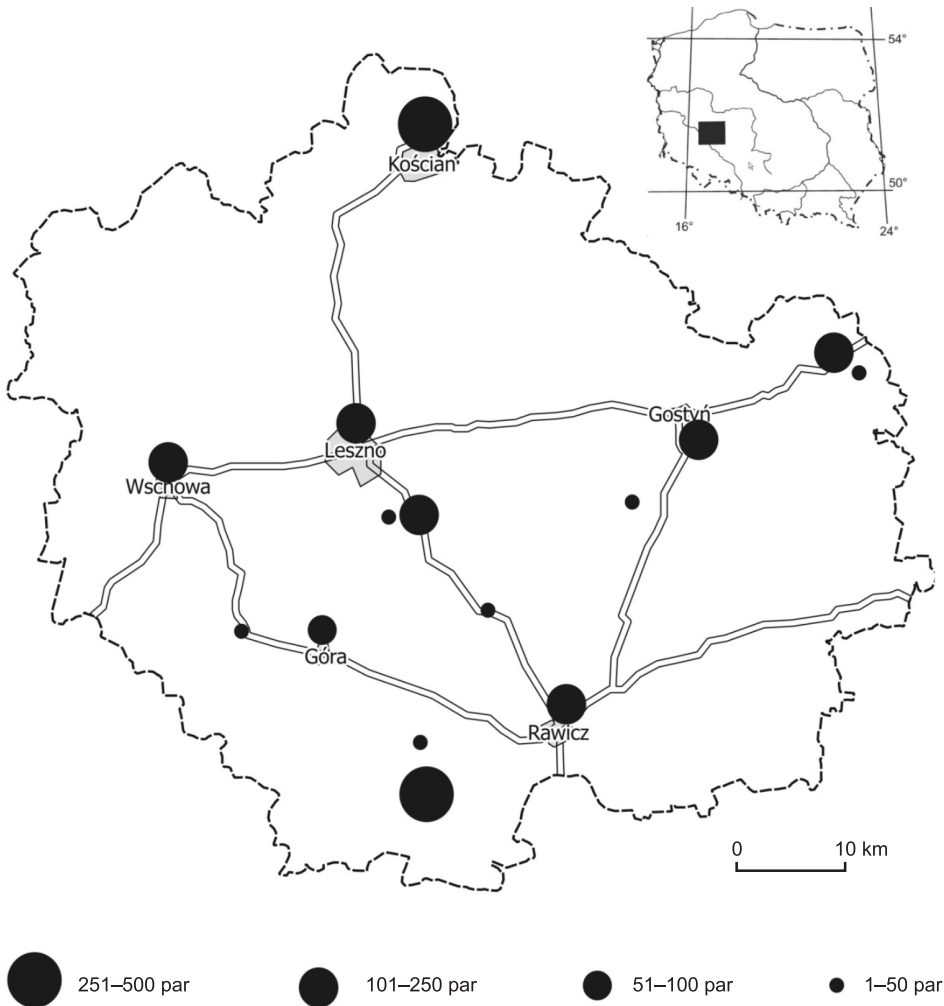 54°
50°
16°
24°
Kościan
Gostyń
Leszno
Wschowa
Góra
Rawicz
0 10 km
251–500 par 101–250 par 51–100 par 1–50 par